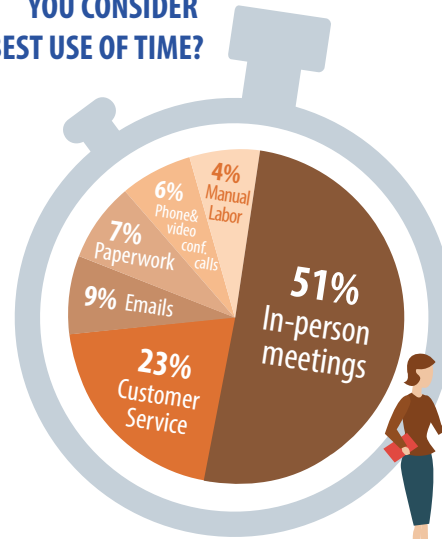 YOU CONSIDER
BEST USE OF TIME?
4%
Manual
Labor
6%
Phone&
video
conf.
calls
7%
Paperwork
9% Emails
51%
In-person
meetings
23%
Customer
Service